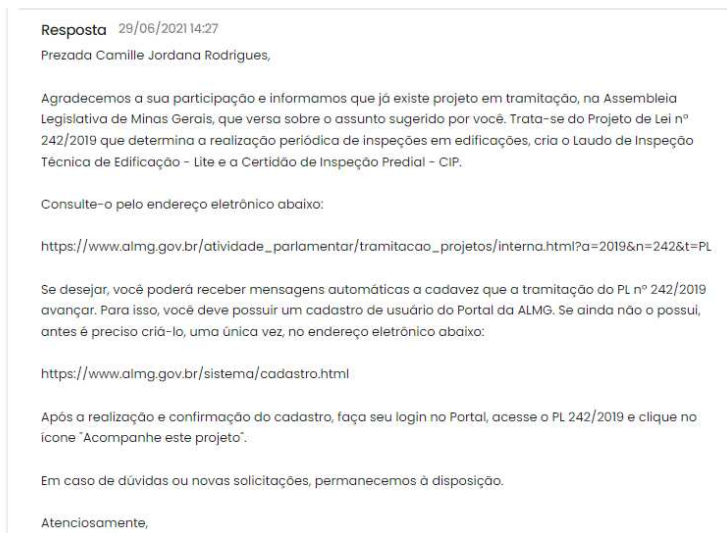 Resposta 29/06/2021 14:27
Prezada Camille Jordana Rodrigues,
Agradecemos a sua participação e informamos que já existe projeto em tramitação, na Assembleia
Legislativa de Minas Gerais, que versa sobre o assunto sugerido por você. Trata-se do Projeto de Lei nº
242/2019 que determina a realização periódica de inspeções em edificações, cria o Laudo de Inspeção
Técnica de Edificação - Lite e a Certidão de Inspeção Predial - CIP.
Consulte-o pelo endereço eletrônico abaixo:
https://www.almg.gov.br/atividade_parlamentar/tramitacao_projetos/interna.html?a=2019&n=242&t=PL
Se desejar, você poderá receber mensagens automáticas a cadavez que a tramitação do PL nº 242/2019
avançar. Para isso, você deve possuir um cadastro de usuário do Portal da ALMG. Se ainda não o possui,
antes é preciso criá-lo, uma única vez, no endereço eletrônico abaixo:
https://www.almg.gov.br/sistema/cadastro.html
Após a realização e confirmação do cadastro, faça seu login no Portal, acesse o PL 242/2019 e clique no
ícone "Acompanhe este projeto".
Em caso de dúvidas ou novas solicitações, permanecemos à disposição.
Atenciosamente,